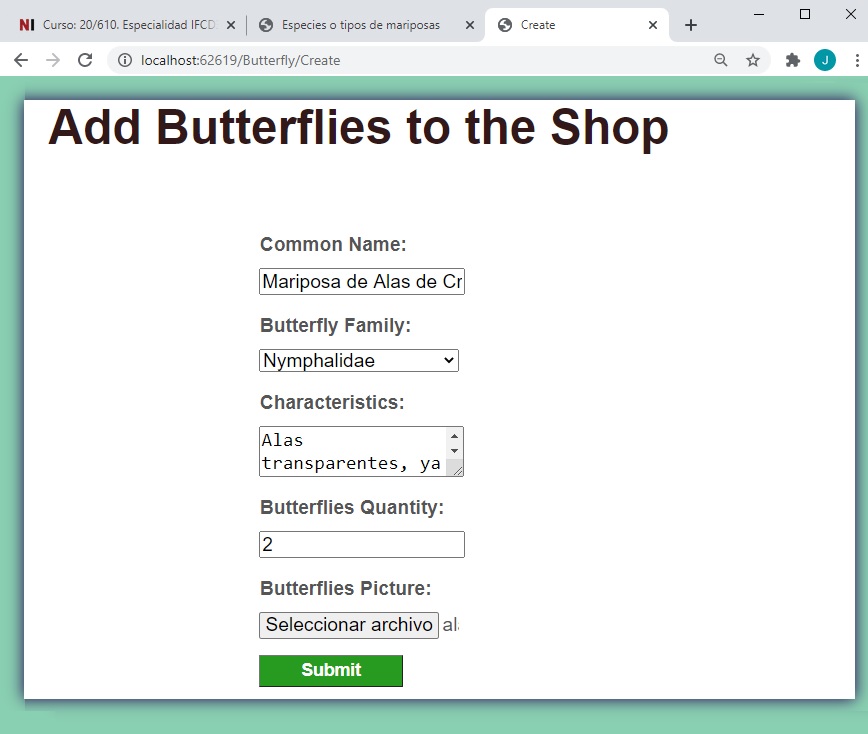 NI Curso: 20/610. Especialidad IFCD
Especies o tipos de mariposas
Create
localhost:62619/Butterfly/Create
J
Add Butterflies to the Shop
Common Name:
Mariposa de Alas de Cr
Butterfly Family:
Nymphalidae
Characteristics:
Alas
transparentes, ya
Butterflies Quantity:
2
Butterflies Picture:
Seleccionar archivo
Submit